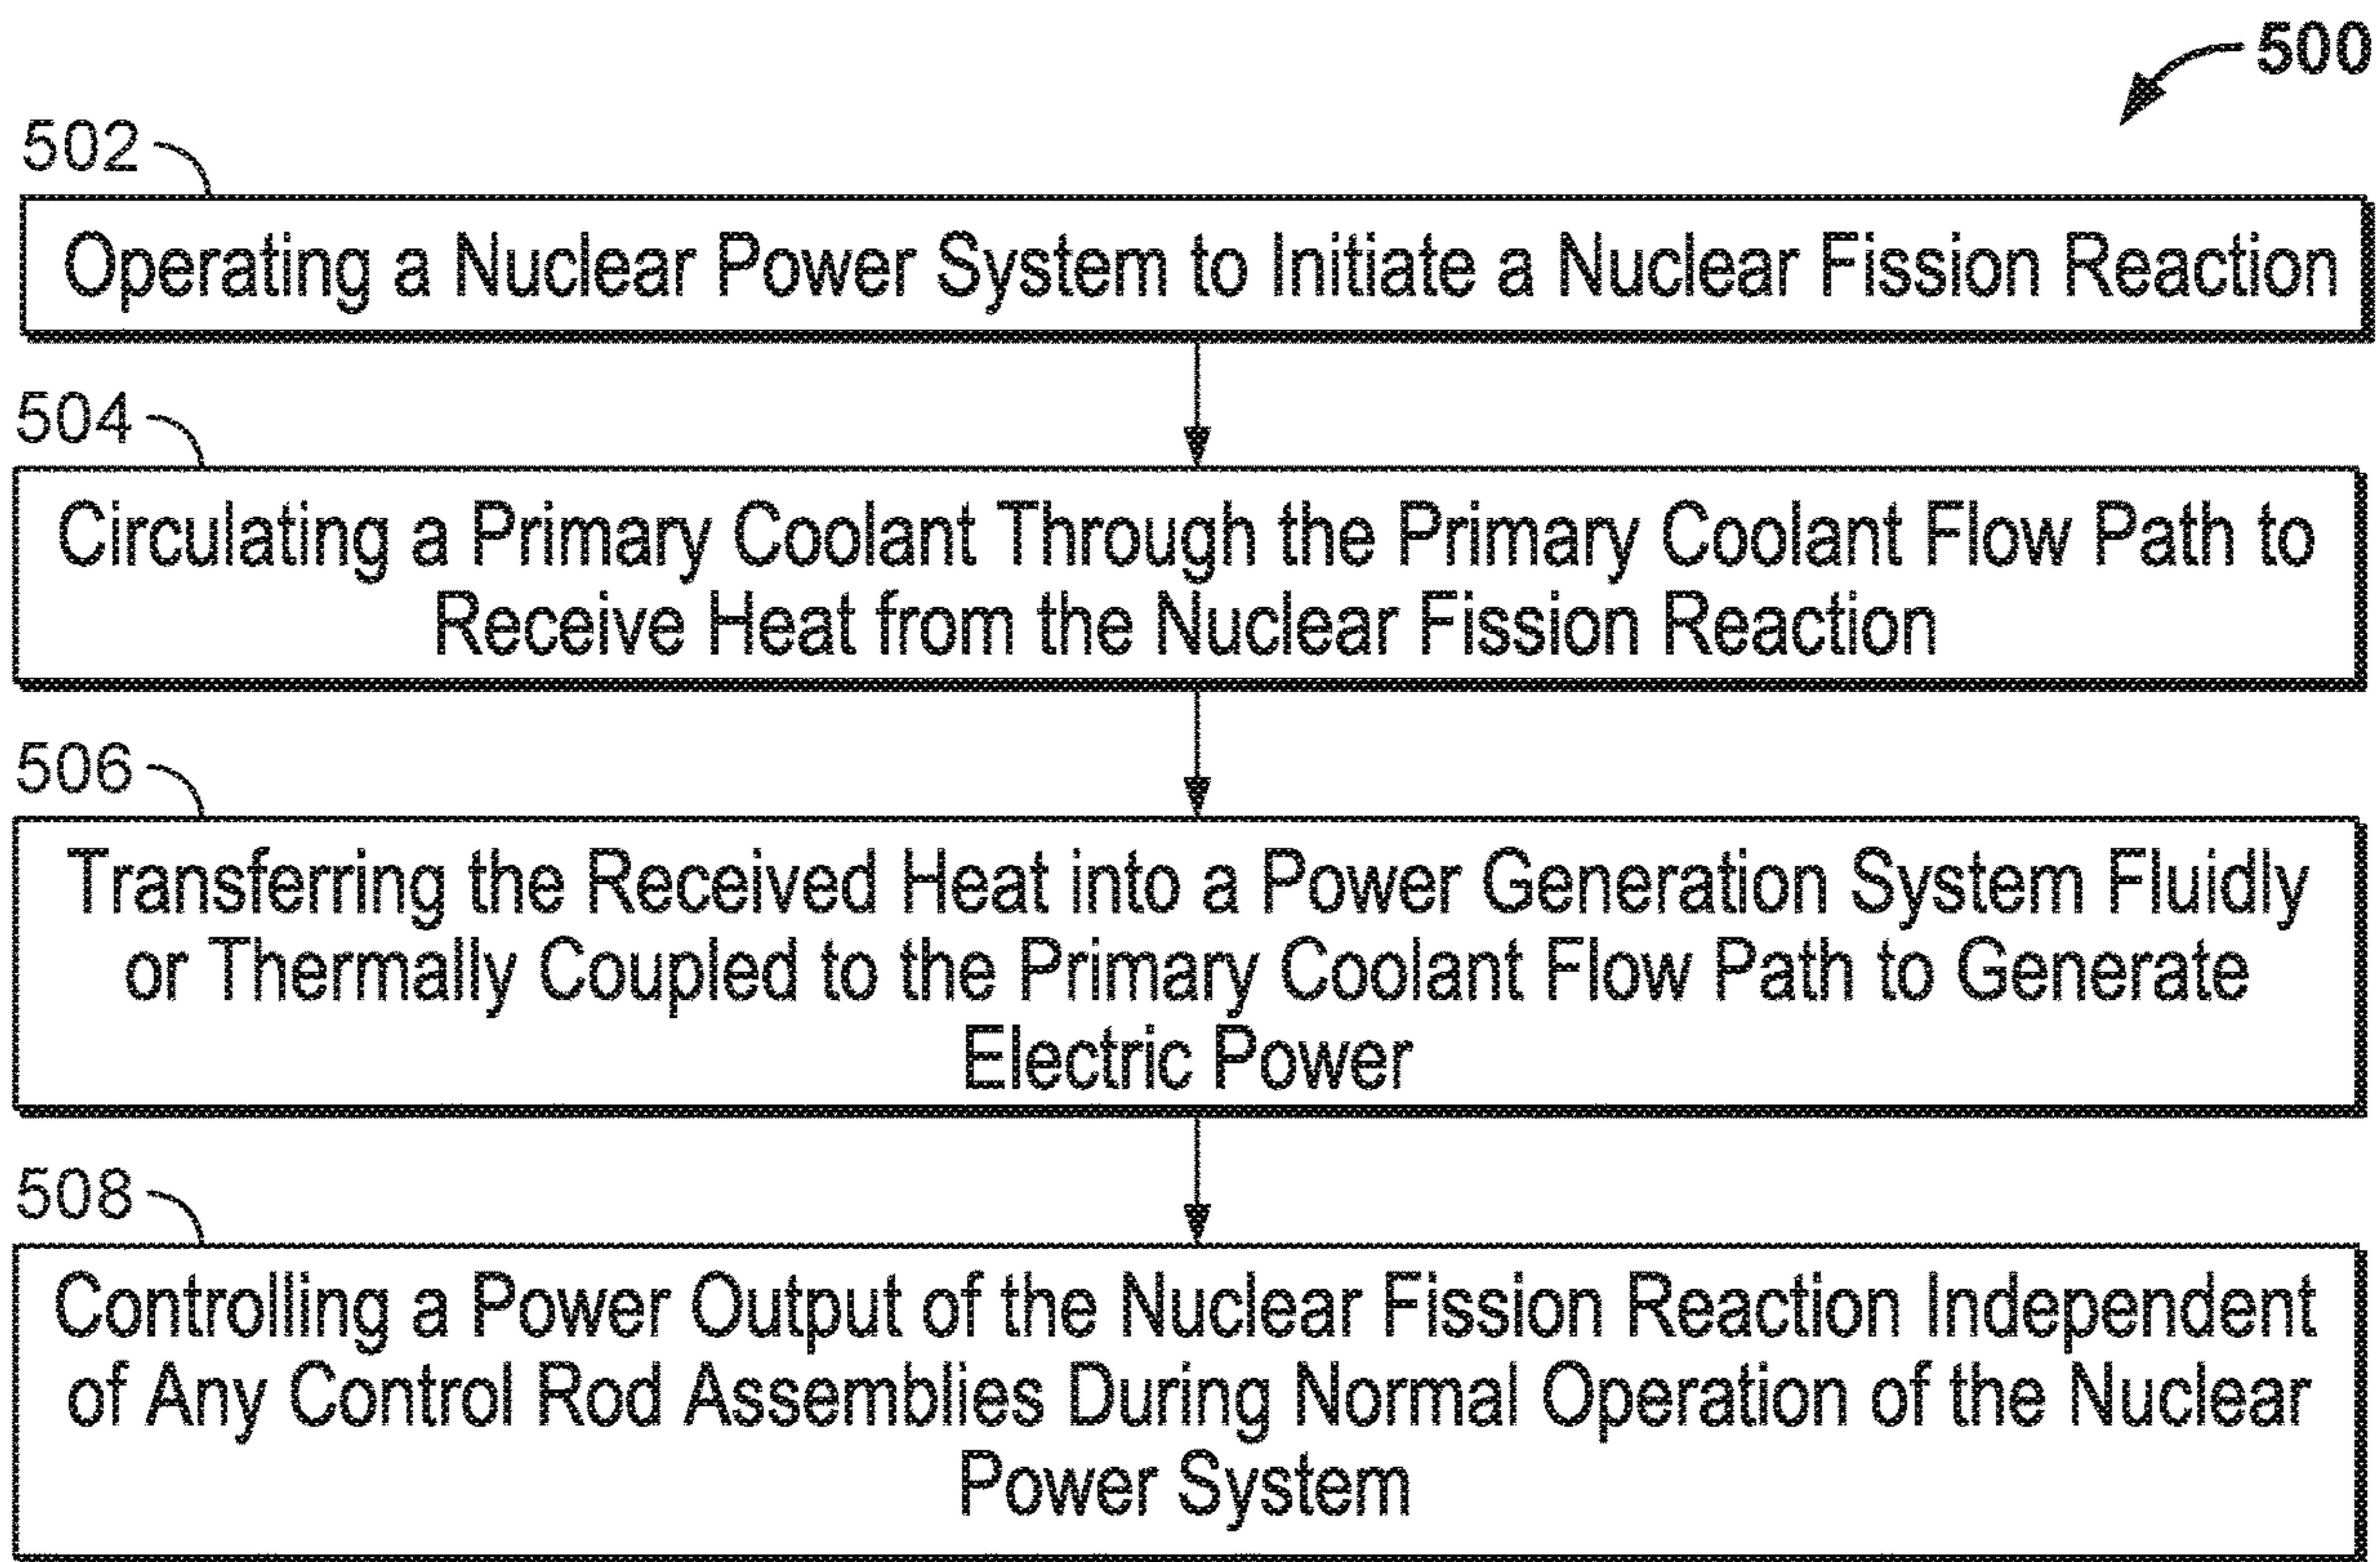 500
502
Operating a Nuclear Power System to Initiate a Nuclear Fission Reaction
504
Circulating a Primary Coolant Through the Primary Coolant Flow Path to
Receive Heat from the Nuclear Fission Reaction
506
Transferring the Received Heat into a Power Generation System Fluidly
or Thermally Coupled to the Primary Coolant Flow Path to Generate
Electric Power
508
Controlling a Power Output of the Nuclear Fission Reaction Independent
of Any Control Rod Assemblies During Normal Operation of the Nuclear
Power System